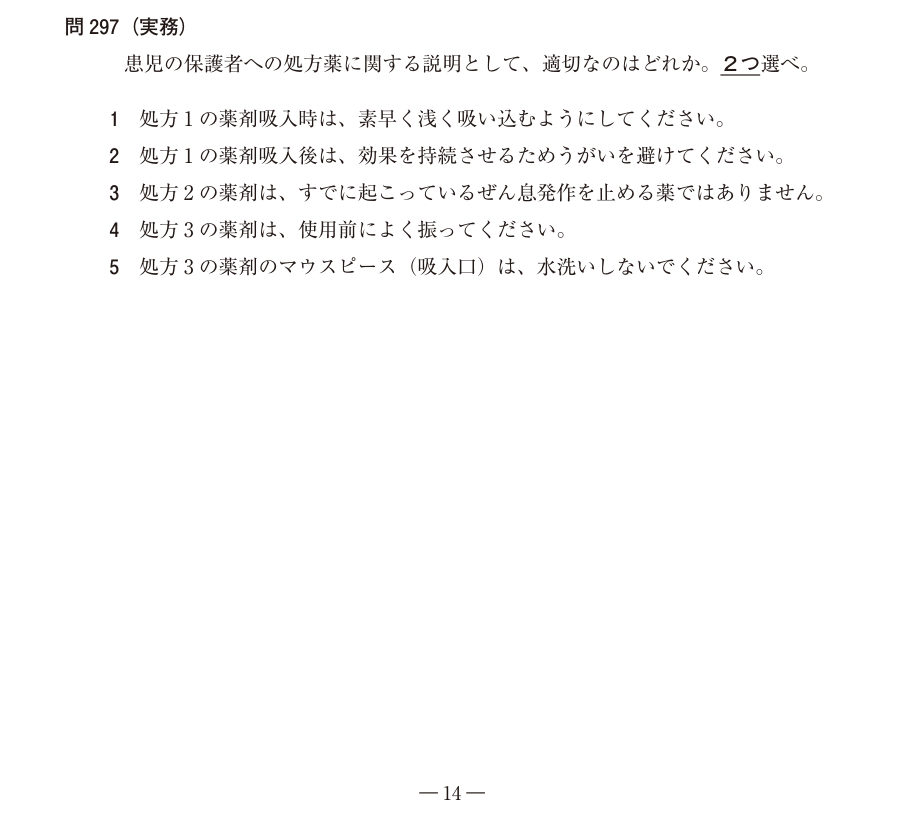 問 297 （実務）
患児の保護者への処方薬に関する説明として、適切なのはどれか。２つ選べ。
1 処方１の薬剤吸入時は、素早く浅く吸い込むようにしてください。
2 処方１の薬剤吸入後は、効果を持続させるためうがいを避けてください。
3 処方２の薬剤は、すでに起こっているぜん息発作を止める薬ではありません。
4 処方３の薬剤は、使用前によく振ってください。
5 処方３の薬剤のマウスピース（吸入口）は、水洗いしないでください。
― 14 ―